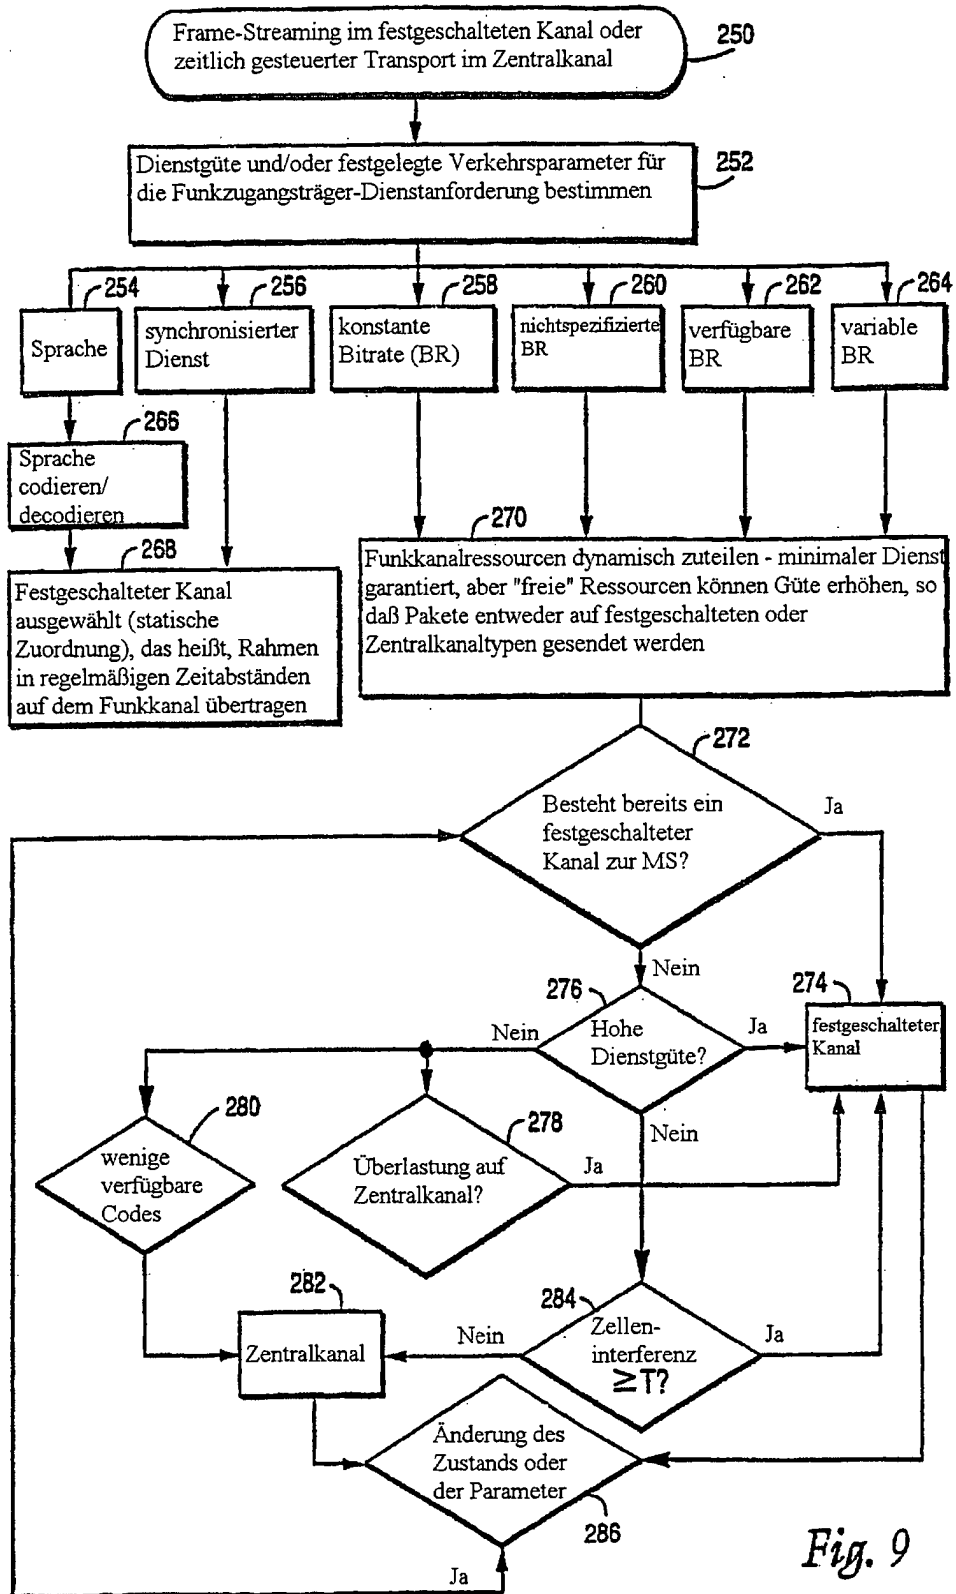 Frame-Streaming im festgeschalteten Kanal oder
zeitlich gesteuerter Transport im Zentralkanal
250
Dienstgüte und/oder festgelegte Verkehrsparameter für
die Funkzugangsträger-Dienstanforderung bestimmen
252
254
Sprache
256
synchronisierter
Dienst
258
konstante
Bitrate (BR)
260
nichtspezifizierte
BR
262
verfügbare
BR
264
variable
BR
266
Sprache
codieren/
decodieren
268
Festgeschalteter Kanal
ausgewählt (statische
Zuordnung), das heißt, Rahmen
in regelmäßigen Zeitabständen
auf dem Funkkanal übertragen
270
Funkkanalressourcen dynamisch zuteilen - minimaler Dienst
garantiert, aber "freie" Ressourcen können Güte erhöhen, so
daß Pakete entweder auf festgeschalteten oder
Zentralkanaltypen gesendet werden
272
Besteht bereits ein
festgeschalteter
Kanal zur MS?
Ja
Nein
276
Hohe
Dienstgüte?
Nein
Ja
274
festgeschalteter
Kanal
Nein
280
wenige
verfügbare
Codes
278
Überlastung auf
Zentralkanal?
Ja
282
Zentralkanal
Nein
284
Zellen-
interferenz
≥T?
Ja
Änderung des
Zustands oder
der Parameter
286
Ja
Fig. 9